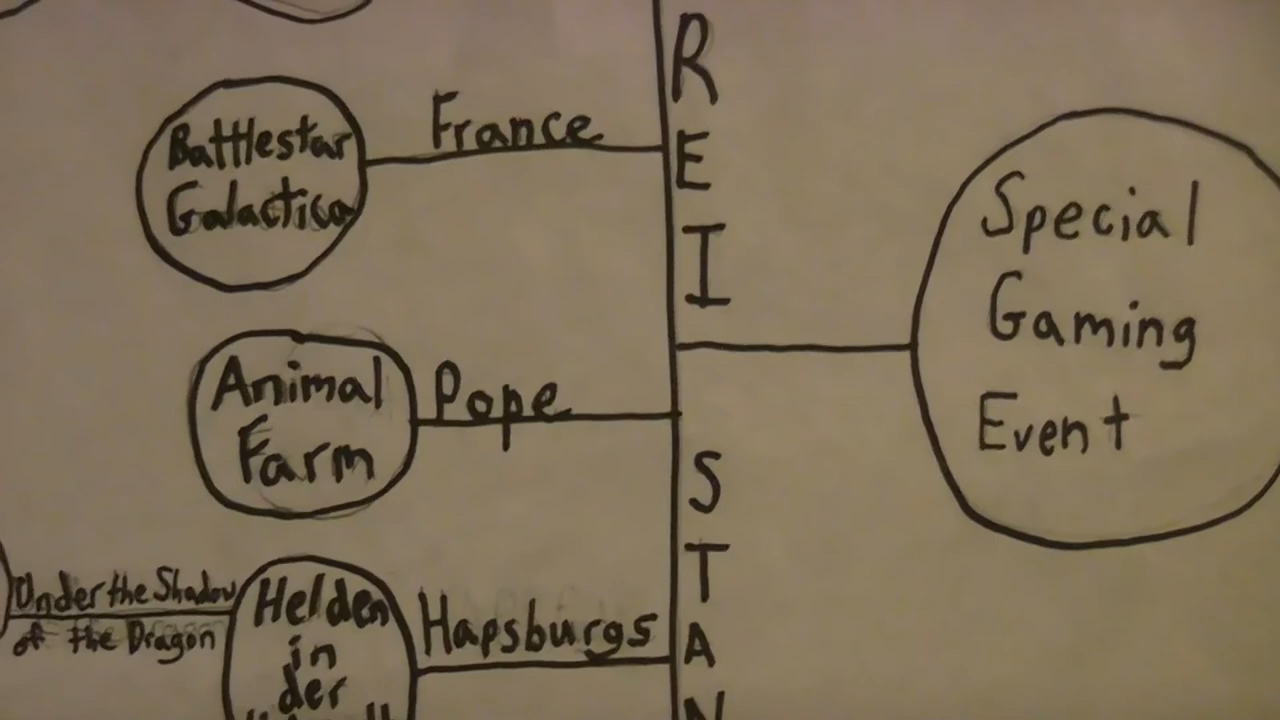 Battlestar
Galactica
France
Animal
Farm
Pope
Under the Shadow
of the Dragon
Helden
in
der
Hapsburgs
R
E
I
S
T
A
N
Special
Gaming
Event